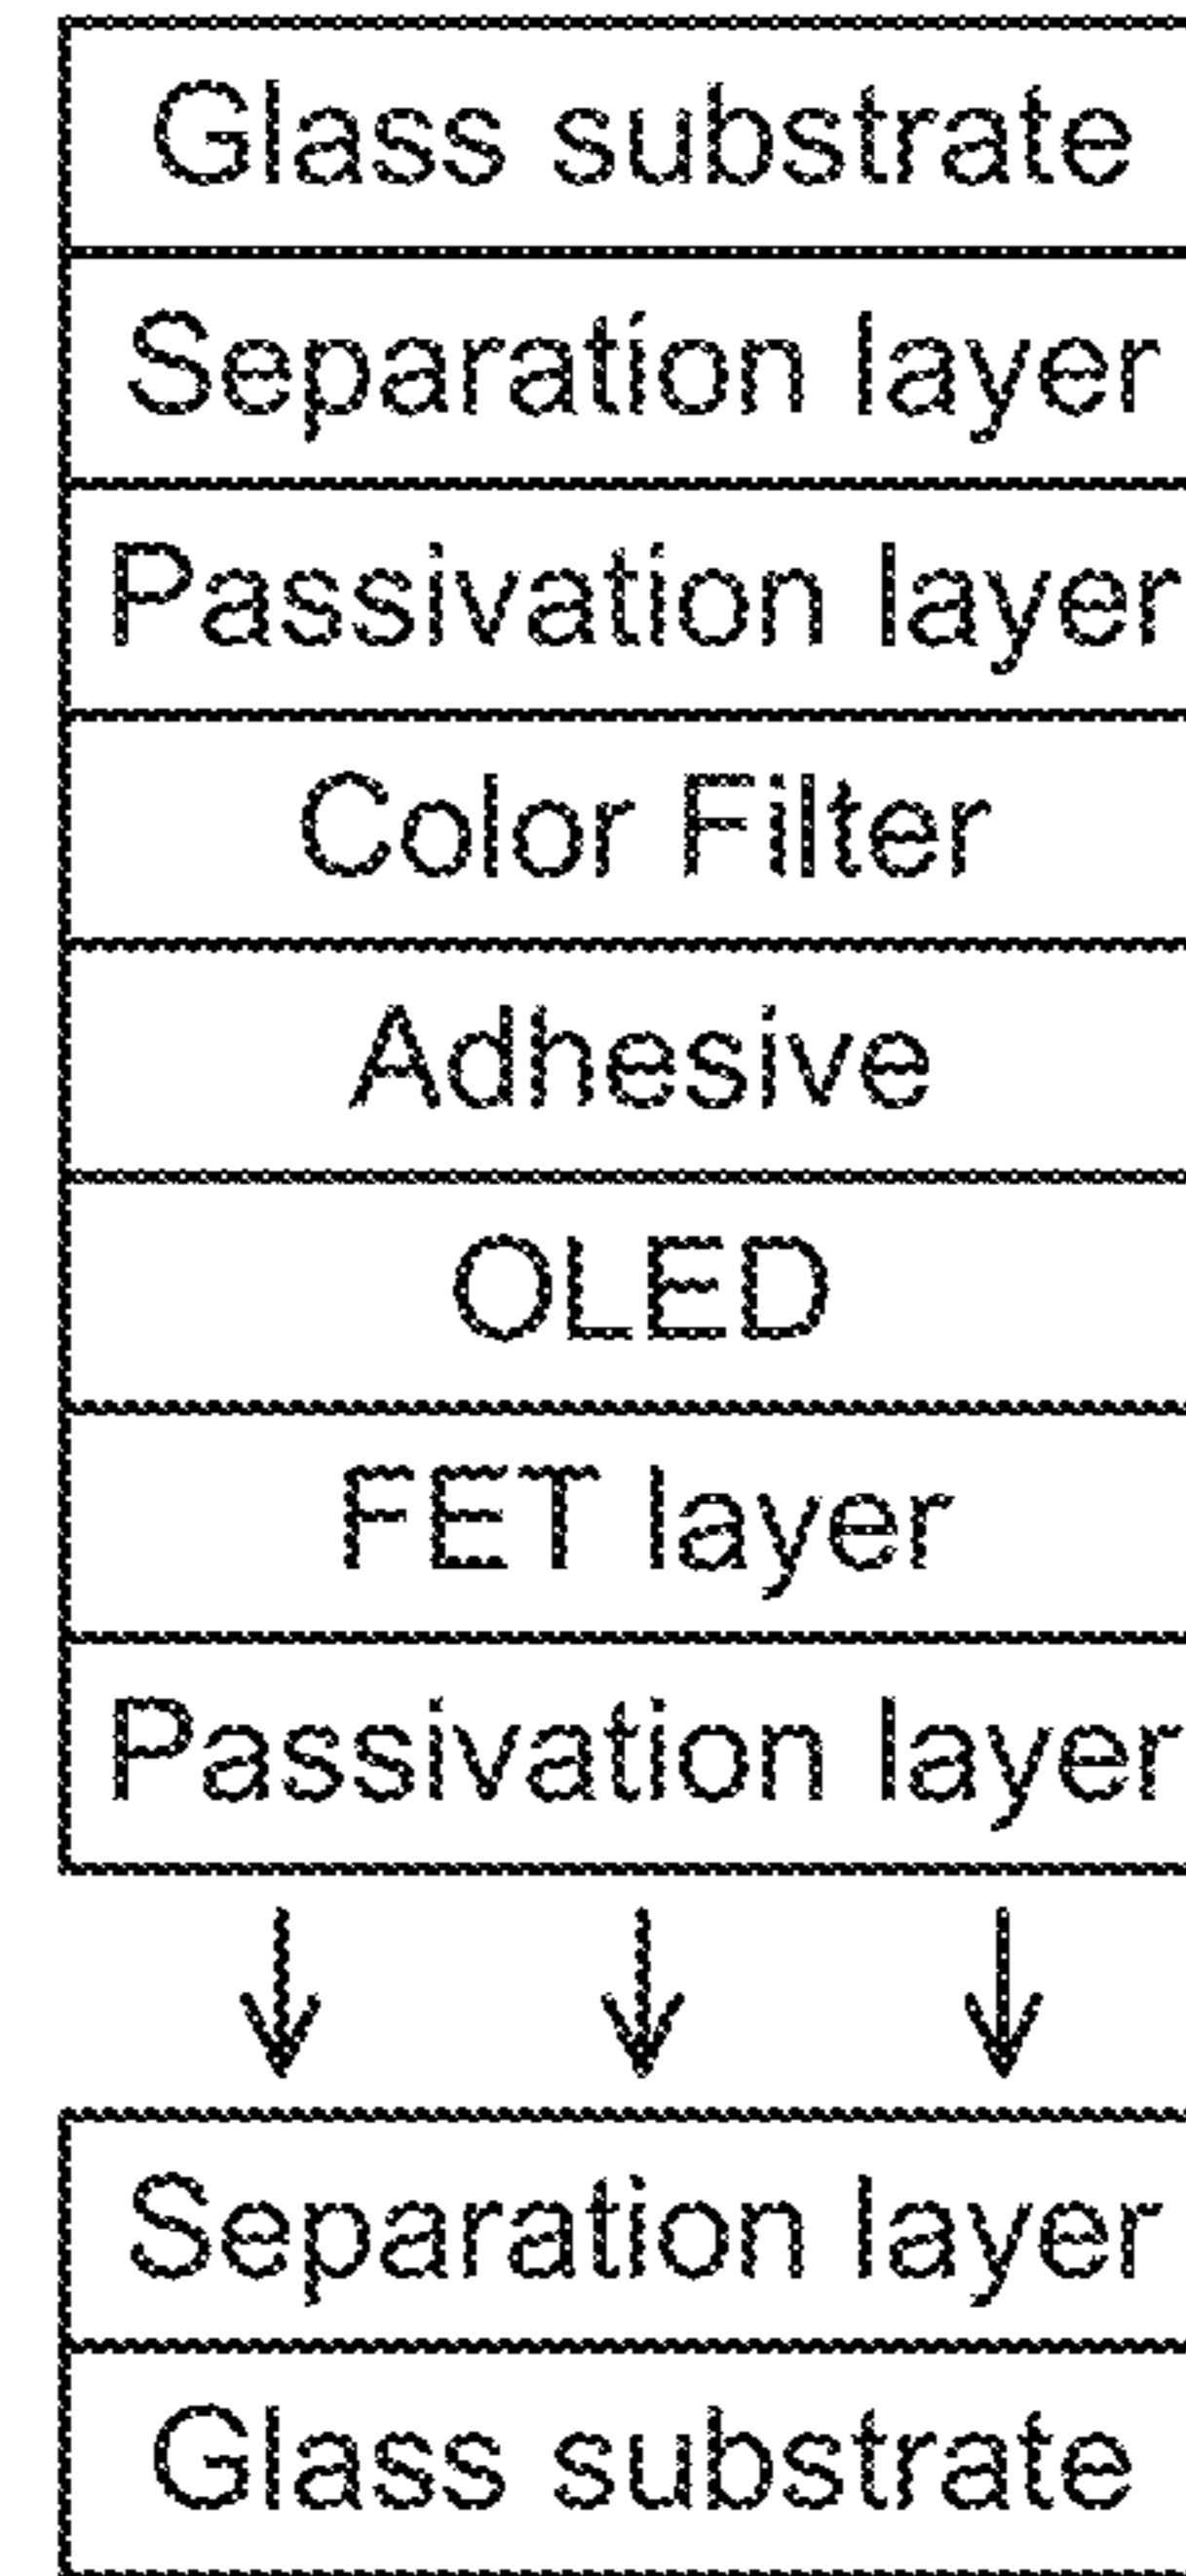 Glass substrate
Separation layer
Passivation layer
Color Filter
Adhesive
OLED
FET layer
Passivation layer
Separation layer
Glass substrate